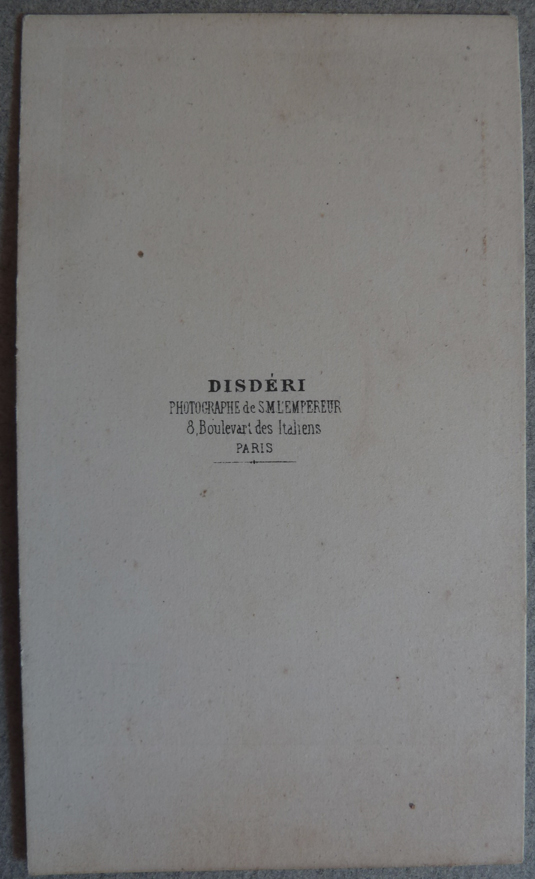 DISDÉRI
PHOTOGRAPHE de S.M.L'EMPEREUR
8, Boulevart des Italiens
PARIS